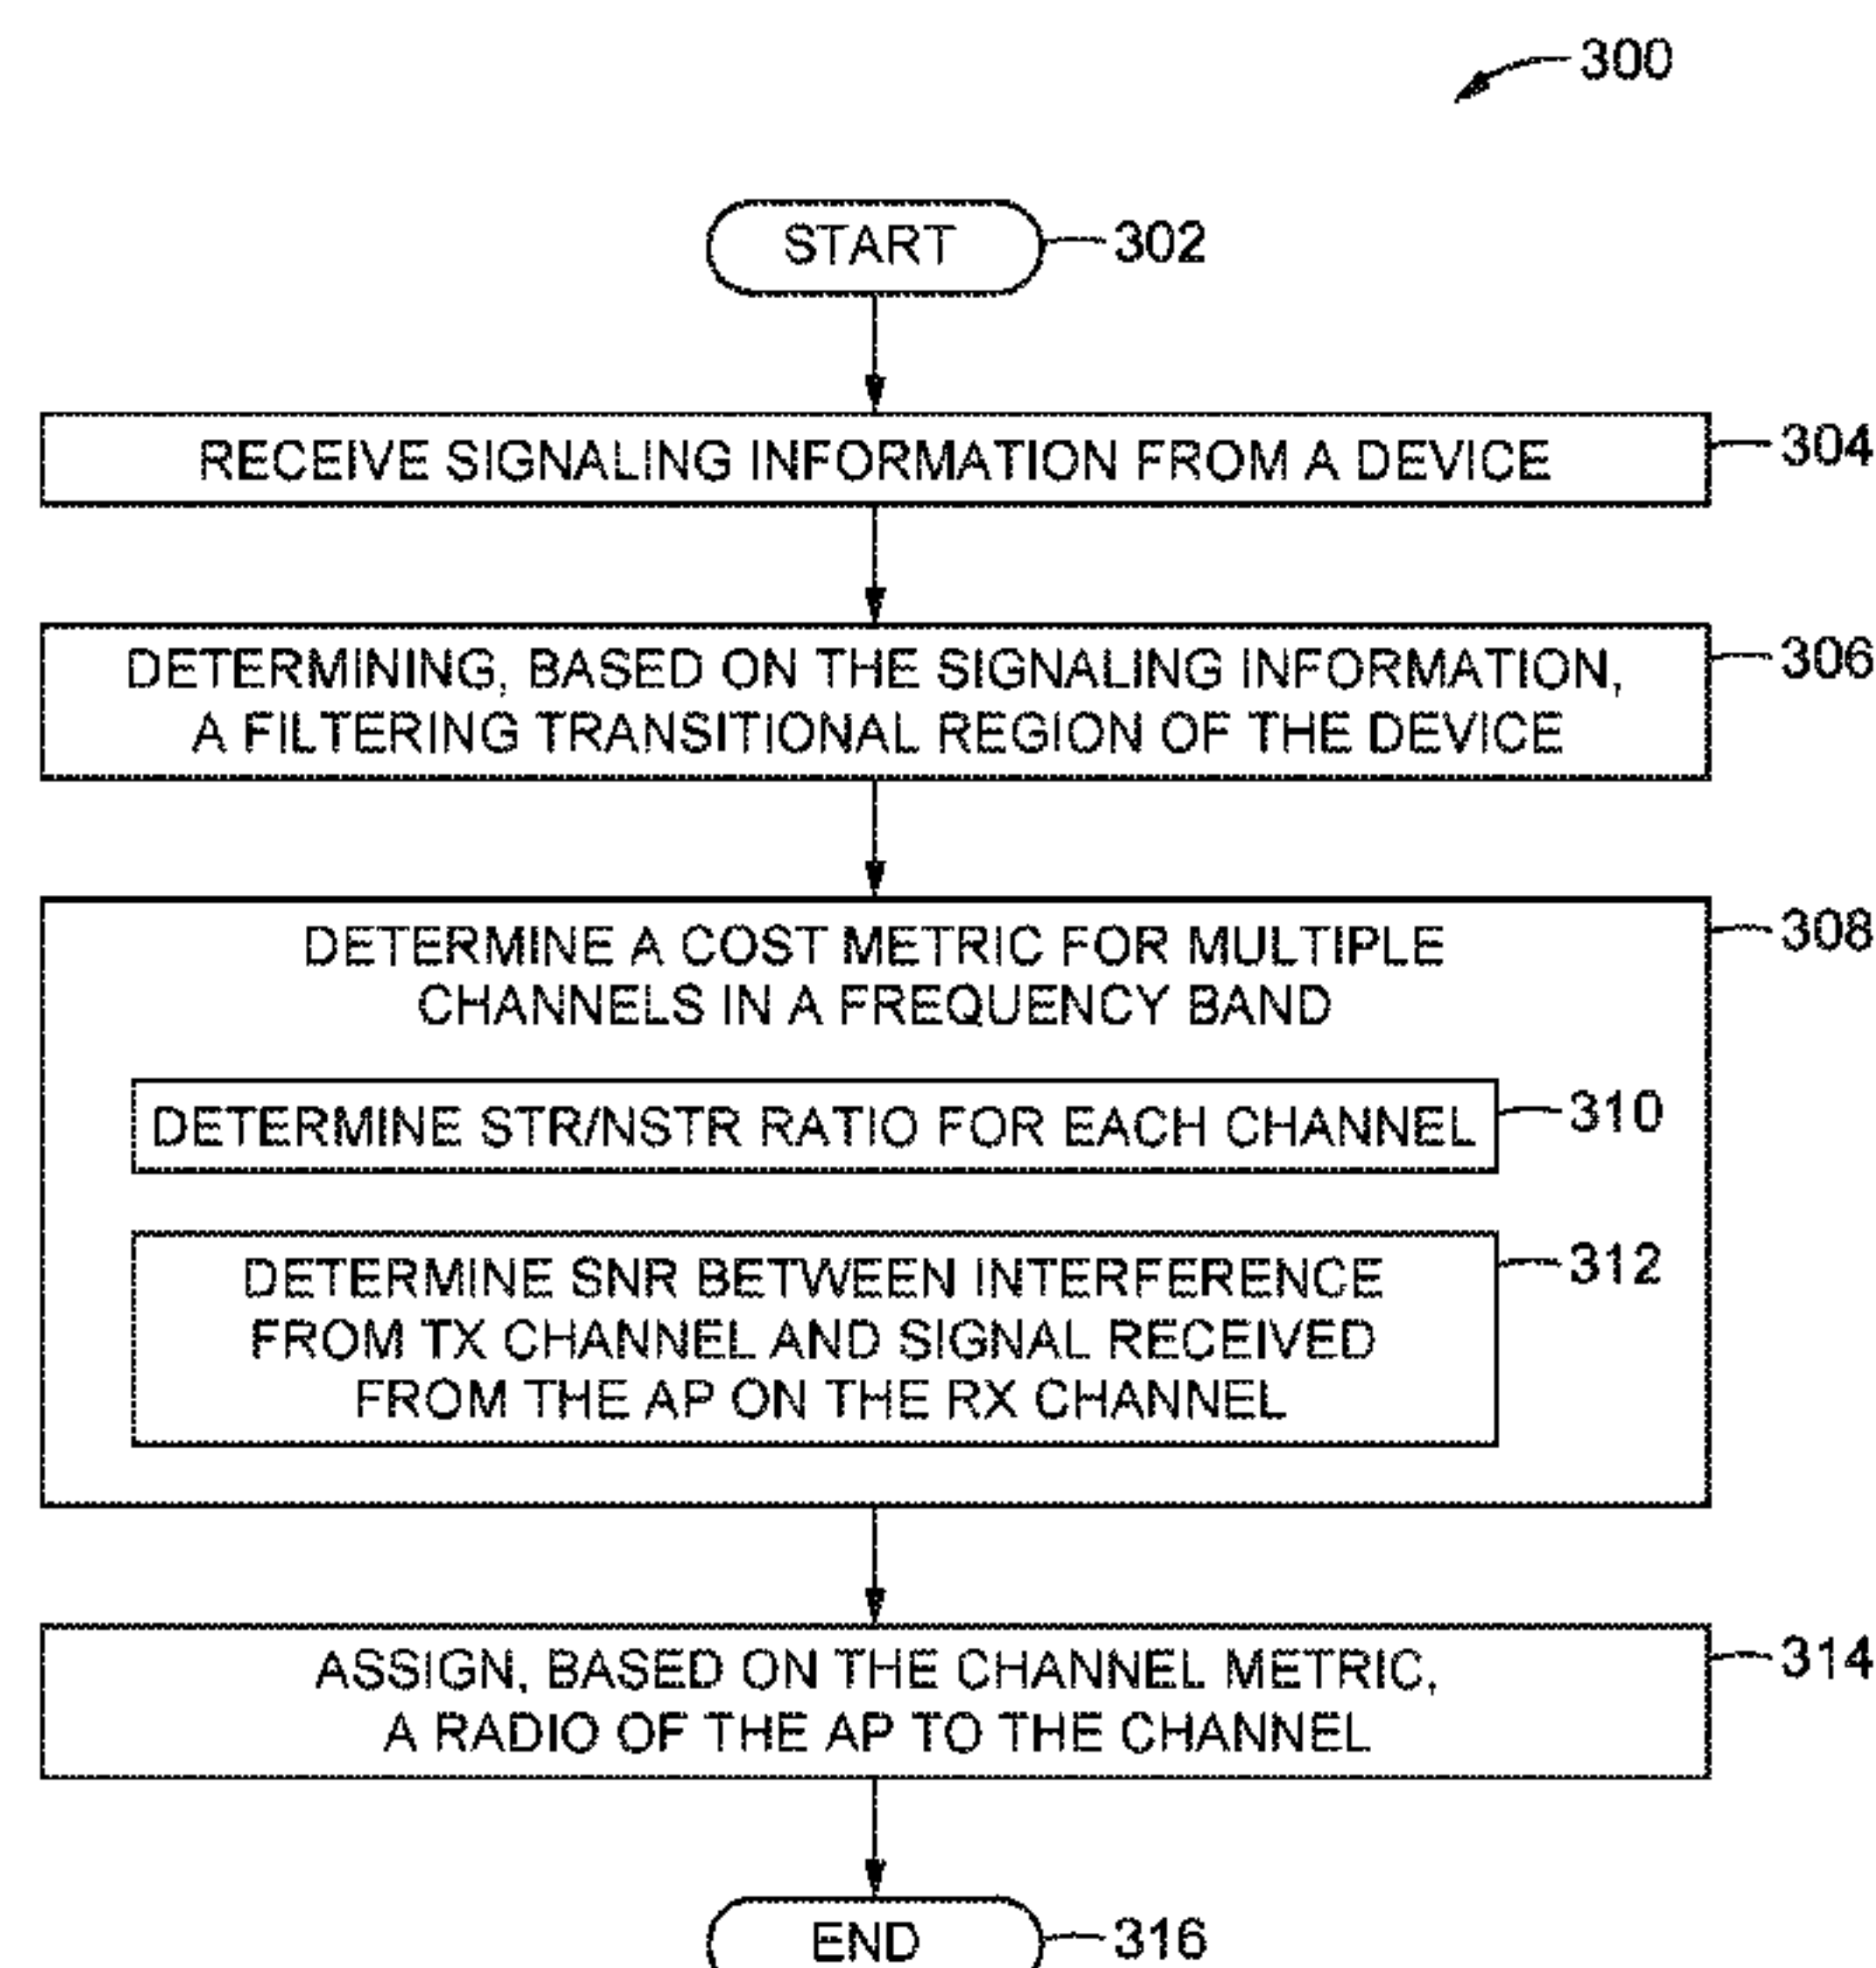 300
START
302
RECEIVE SIGNALING INFORMATION FROM A DEVICE
304
DETERMINING, BASED ON THE SIGNALING INFORMATION,
A FILTERING TRANSITIONAL REGION OF THE DEVICE
306
DETERMINE A COST METRIC FOR MULTIPLE
CHANNELS IN A FREQUENCY BAND
308
DETERMINE STR/NSTR RATIO FOR EACH CHANNEL
310
DETERMINE SNR BETWEEN INTERFERENCE
FROM TX CHANNEL AND SIGNAL RECEIVED
FROM THE AP ON THE RX CHANNEL
312
ASSIGN, BASED ON THE CHANNEL METRIC,
A RADIO OF THE AP TO THE CHANNEL
314
END
316